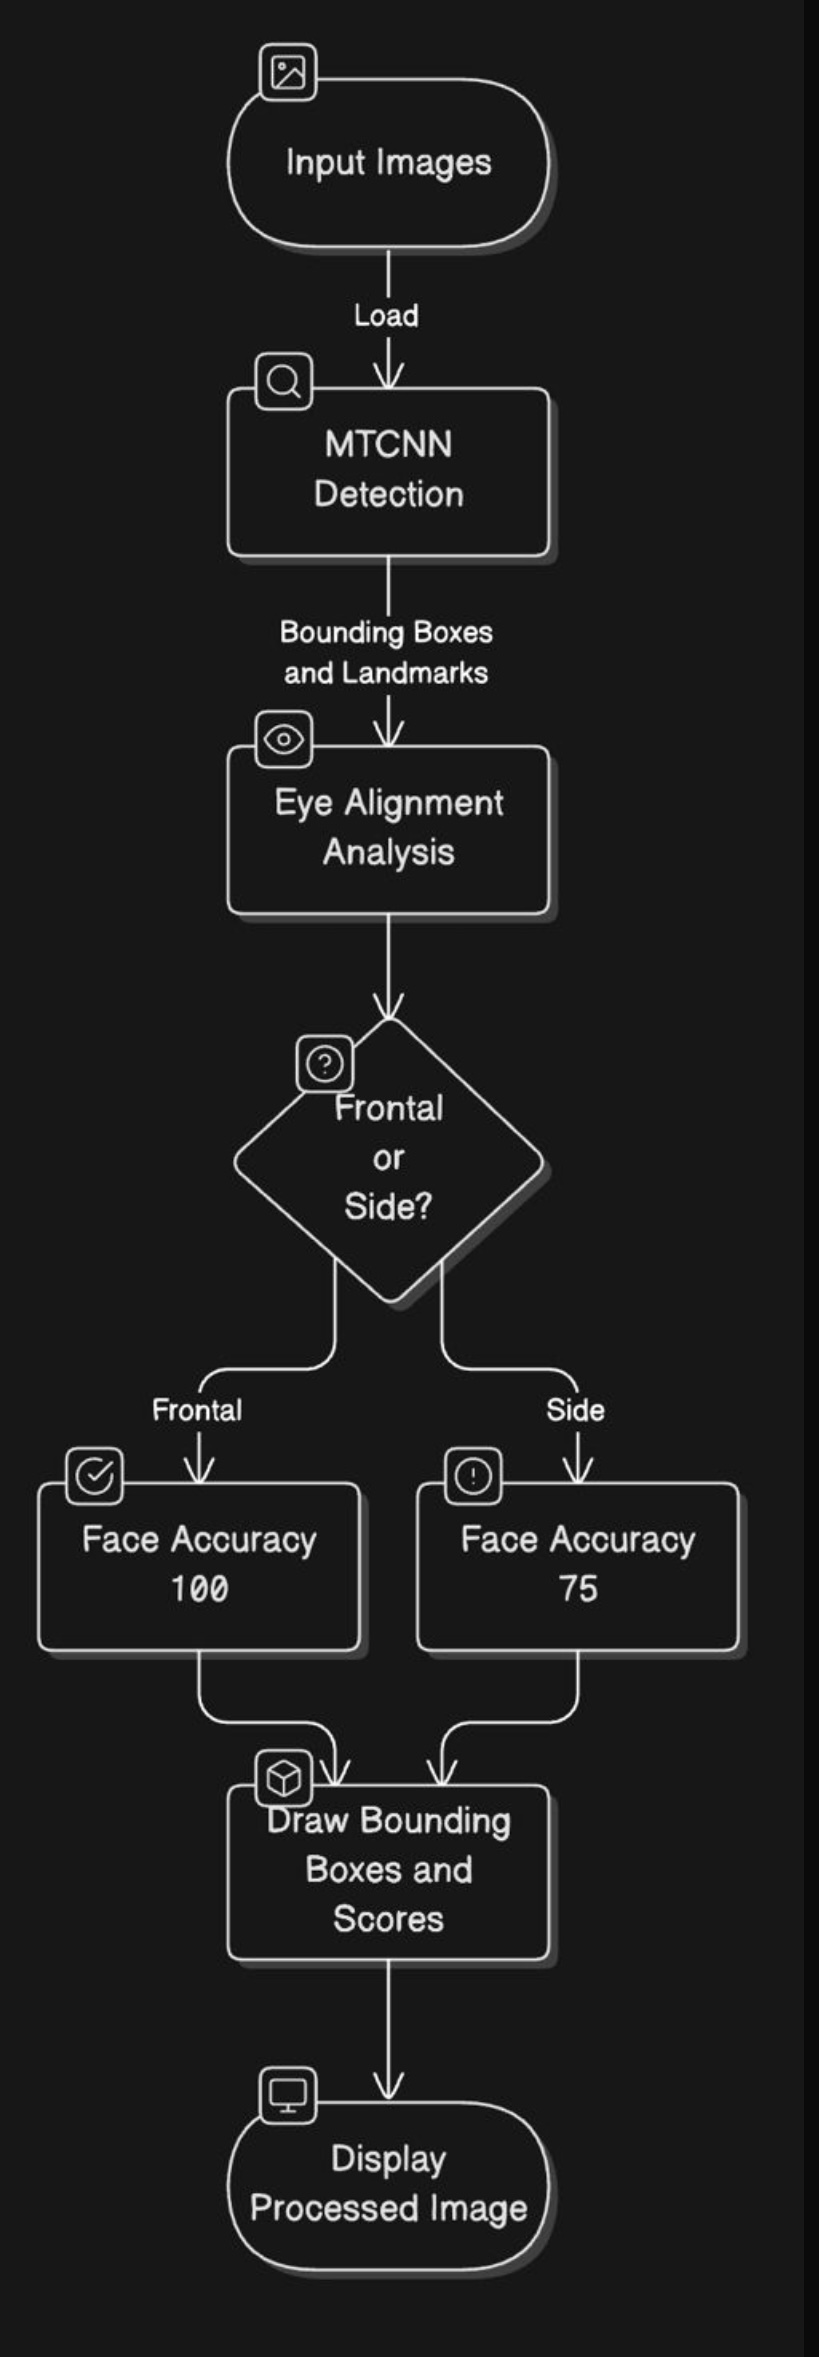 Input Images
Load
MTCNN
Detection
Bounding Boxes
and Landmarks
Eye Alignment
Analysis
Frontal
or
Side?
Frontal
Side
Face Accuracy
100
Face Accuracy
75
Draw Bounding
Boxes and
Scores
Display
Processed Image